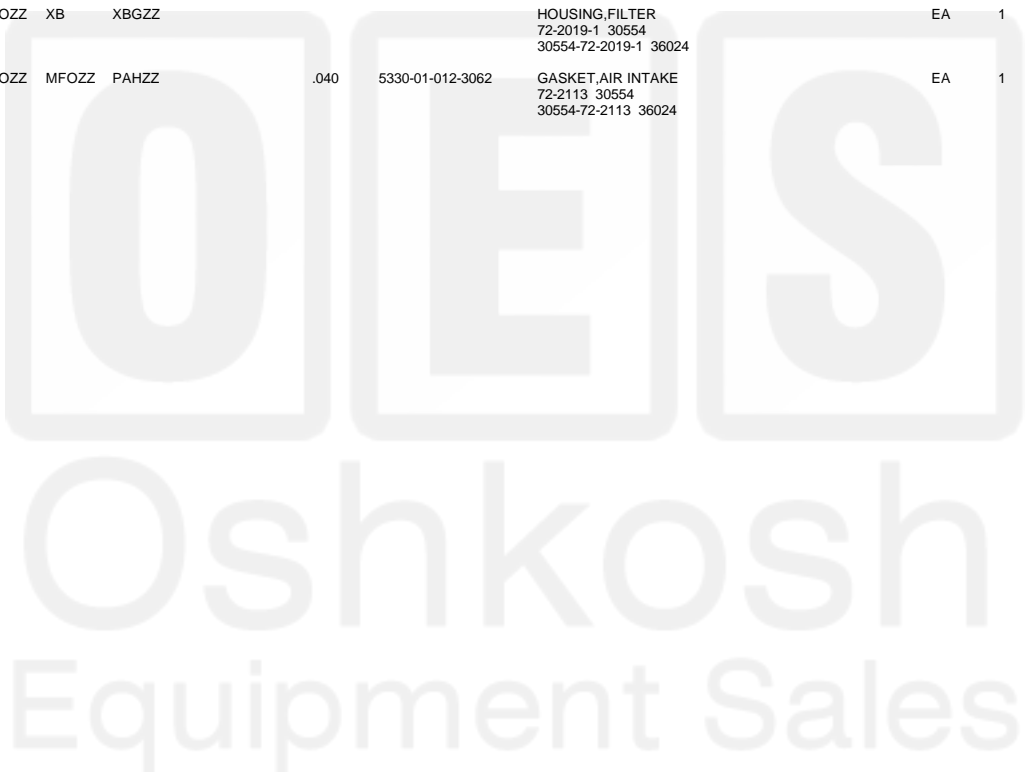 OZZ XB XBGZZ HOUSING,FILTER EA 1
72-2019-1 30554
30554-72-2019-1 36024
OZZ MFOZZ PAHZZ .040 5330-01-012-3062 GASKET,AIR INTAKE EA 1
72-2113 30554
30554-72-2113 36024
OES
Oshkosh
Equipment Sales